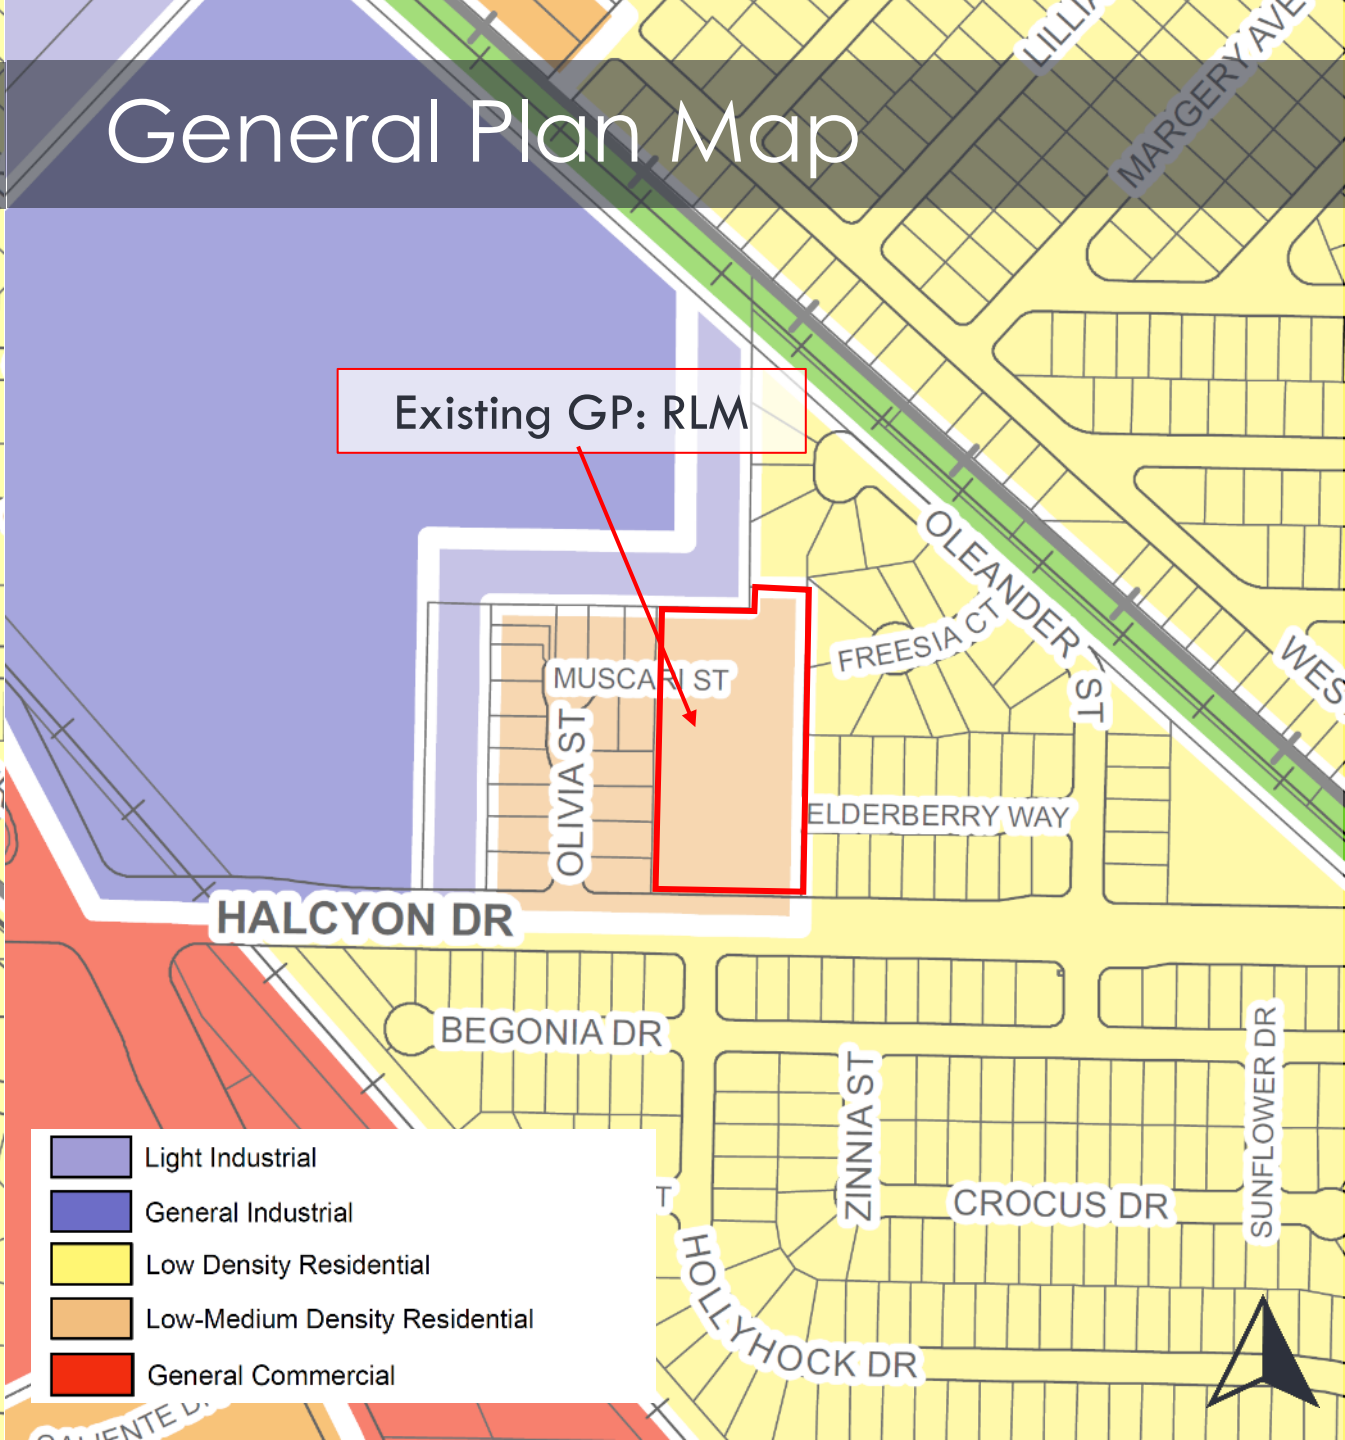 General Plan Map
MARGERY AVE
Existing GP: RLM
OLEANDER ST
FREESIA CT
MUSCARI ST
OLIVIA ST
ELDERBERRY WAY
HALCYON DR
BEGONIA DR
ZINNIA ST
SUNFLOWER DR
CROCUS DR
HOLLYHOCK DR
Light Industrial
General Industrial
Low Density Residential
Low-Medium Density Residential
General Commercial